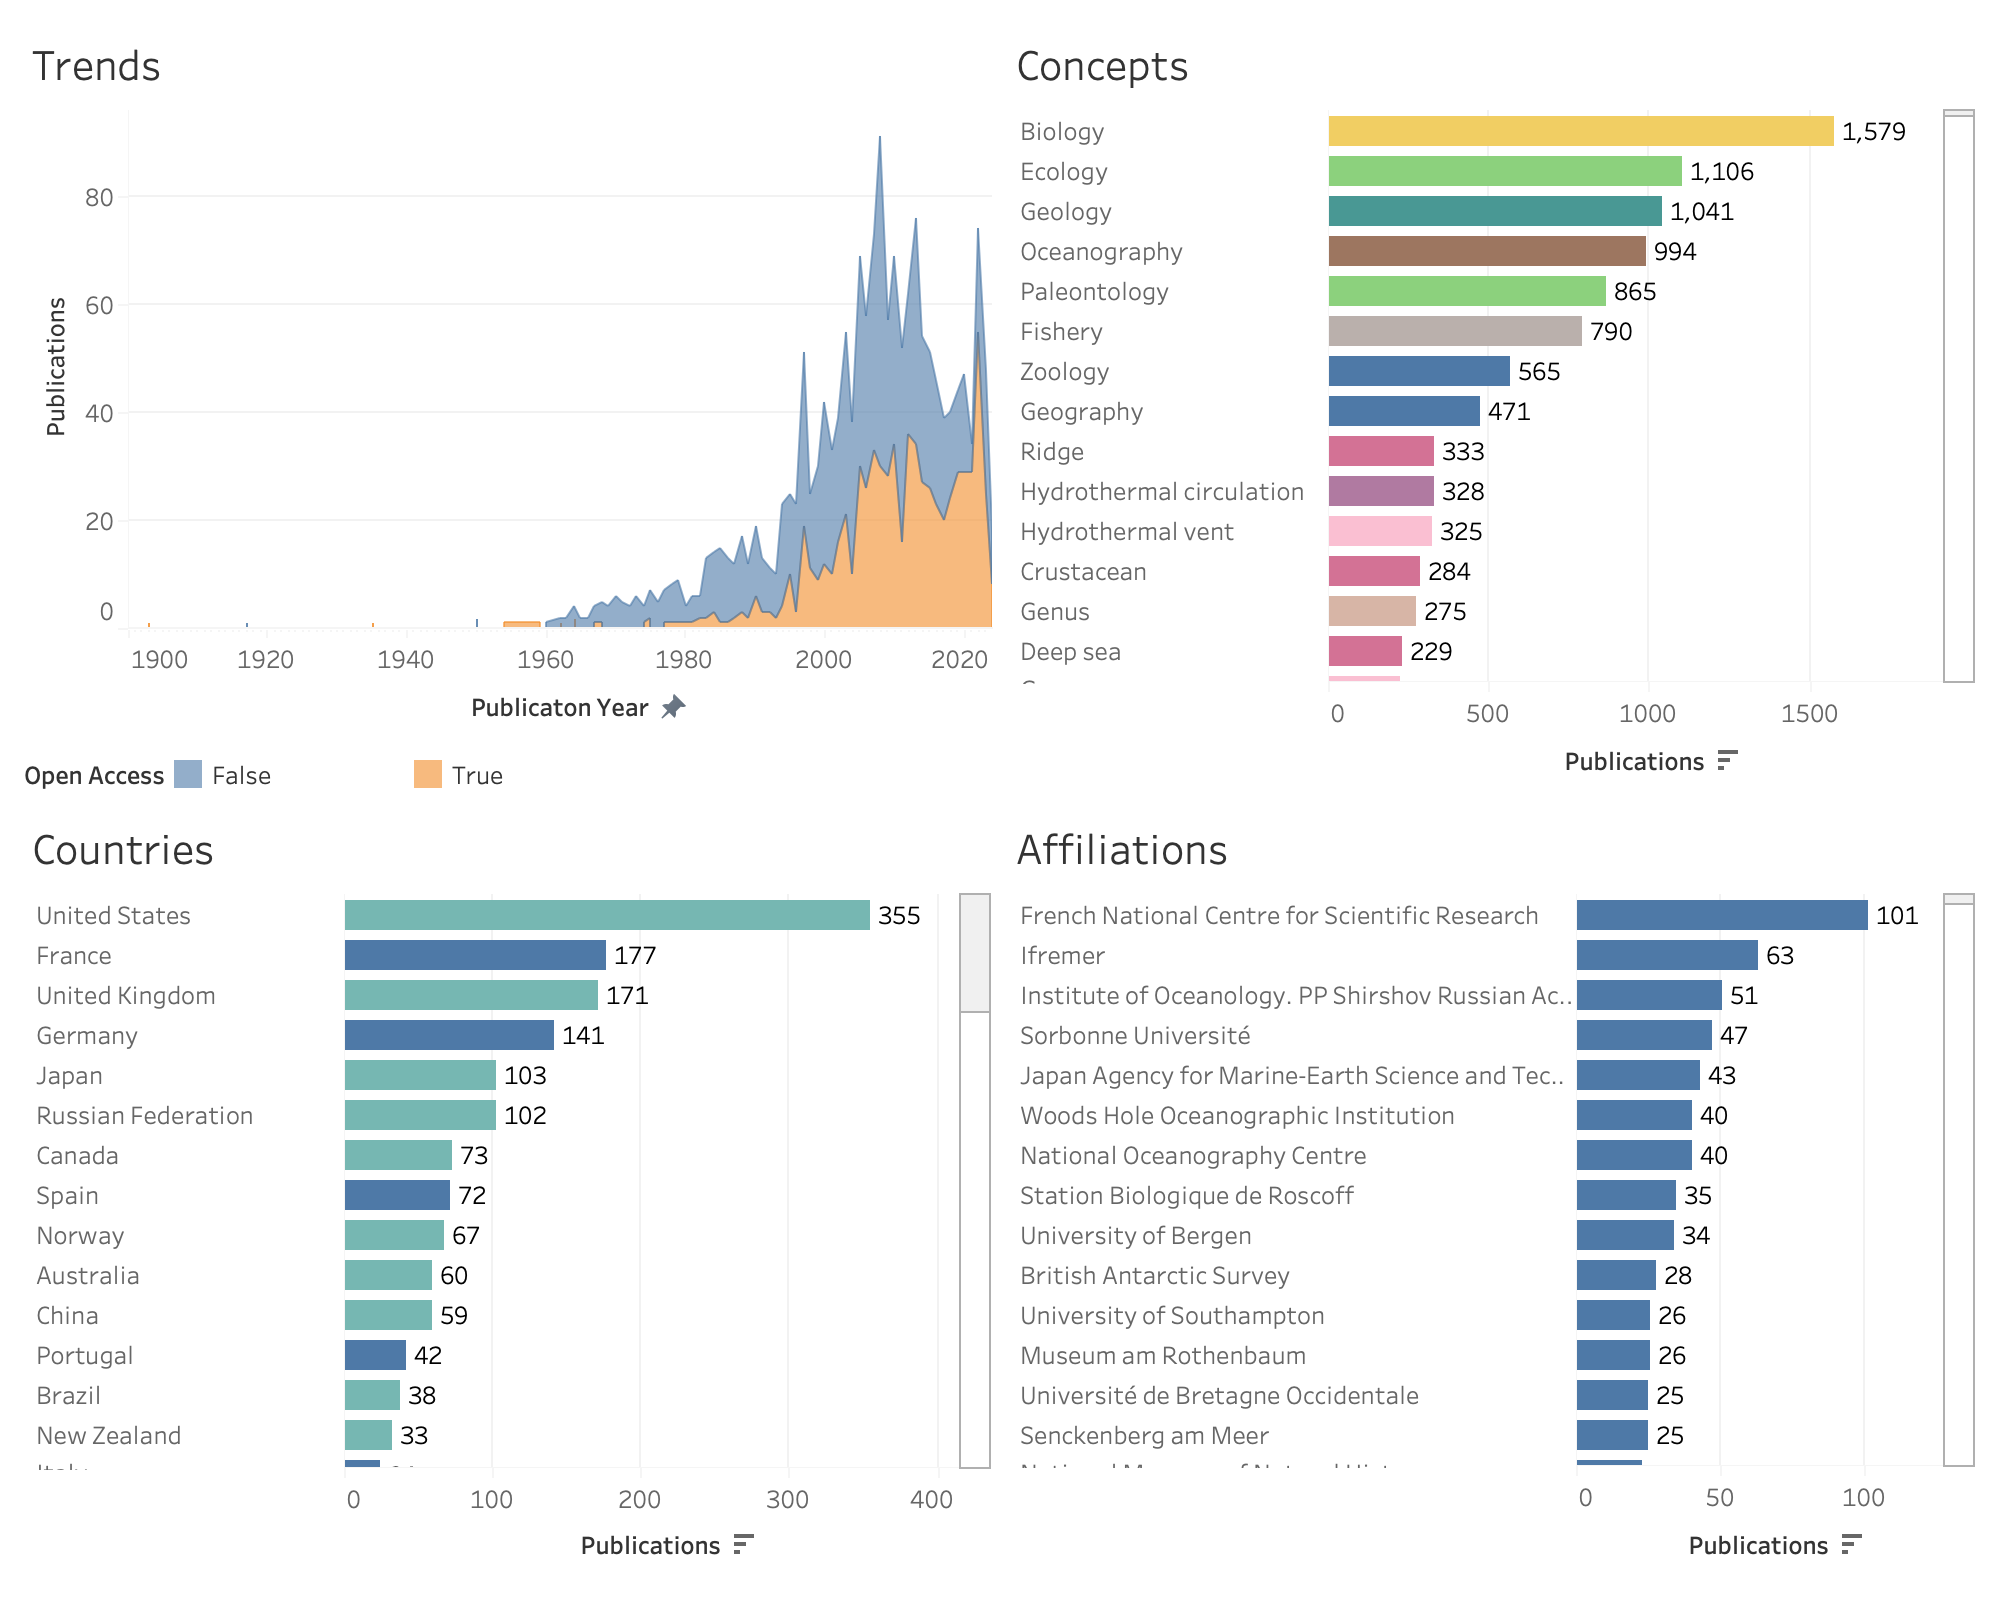 Trends
80
60
40
20
0
Publications
1900 1920 1940 1960 1980 2000 2020
Publicaton Year
Open Access False True
Concepts
Biology 1,579
Ecology 1,106
Geology 1,041
Oceanography 994
Paleontology 865
Fishery 790
Zoology 565
Geography 471
Ridge 333
Hydrothermal circulation 328
Hydrothermal vent 325
Crustacean 284
Genus 275
Deep sea 229
0 500 1000 1500
Publications
Countries
United States 355
France 177
United Kingdom 171
Germany 141
Japan 103
Russian Federation 102
Canada 73
Spain 72
Norway 67
Australia 60
China 59
Portugal 42
Brazil 38
New Zealand 33
Italy
0 100 200 300 400
Publications
Affiliations
French National Centre for Scientific Research 101
Ifremer 63
Institute of Oceanology. PP Shirshov Russian Ac.. 51
Sorbonne Université 47
Japan Agency for Marine-Earth Science and Tec.. 43
Woods Hole Oceanographic Institution 40
National Oceanography Centre 40
Station Biologique de Roscoff 35
University of Bergen 34
British Antarctic Survey 28
University of Southampton 26
Museum am Rothenbaum 26
Université de Bretagne Occidentale 25
Senckenberg am Meer 25
0 50 100
Publications